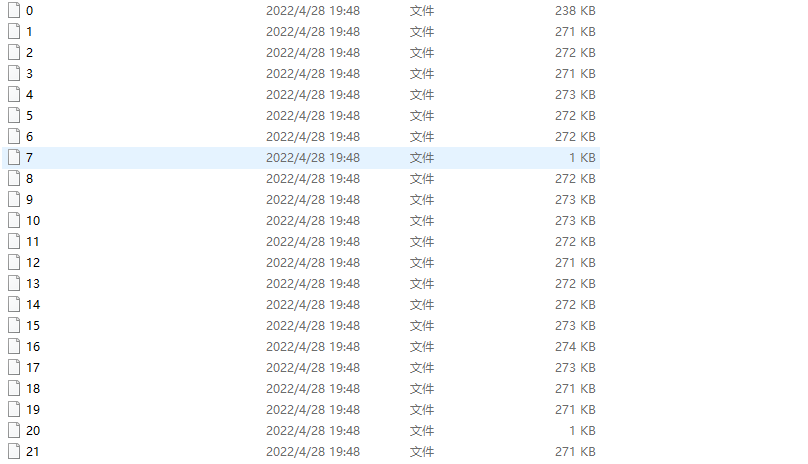 0 2022/4/28 19:48 文件 238 KB
1 2022/4/28 19:48 文件 271 KB
2 2022/4/28 19:48 文件 272 KB
3 2022/4/28 19:48 文件 271 KB
4 2022/4/28 19:48 文件 273 KB
5 2022/4/28 19:48 文件 272 KB
6 2022/4/28 19:48 文件 272 KB
7 2022/4/28 19:48 文件 1 KB
8 2022/4/28 19:48 文件 272 KB
9 2022/4/28 19:48 文件 273 KB
10 2022/4/28 19:48 文件 273 KB
11 2022/4/28 19:48 文件 272 KB
12 2022/4/28 19:48 文件 271 KB
13 2022/4/28 19:48 文件 272 KB
14 2022/4/28 19:48 文件 272 KB
15 2022/4/28 19:48 文件 273 KB
16 2022/4/28 19:48 文件 274 KB
17 2022/4/28 19:48 文件 273 KB
18 2022/4/28 19:48 文件 271 KB
19 2022/4/28 19:48 文件 271 KB
20 2022/4/28 19:48 文件 1 KB
21 2022/4/28 19:48 文件 271 KB